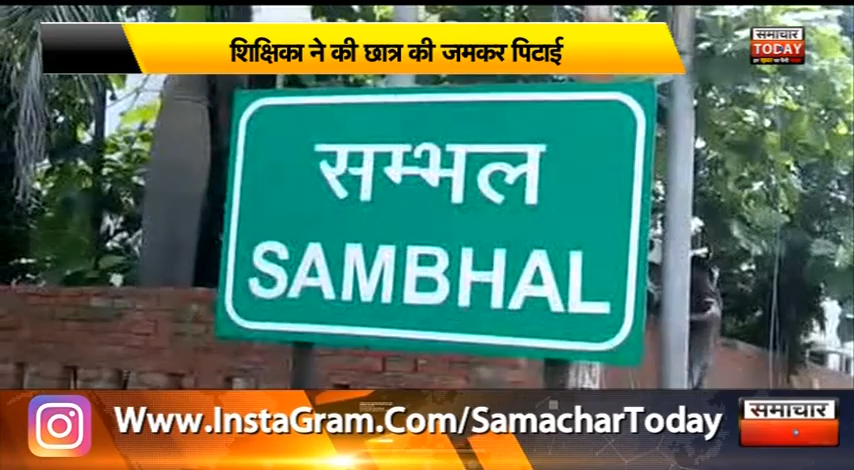 शिक्षिका ने की छात्र की जमकर पिटाई
समाचार
TODAY
सम्भल
SAMBHAL
Www.InstaGram.Com/SamacharToday
समाचार